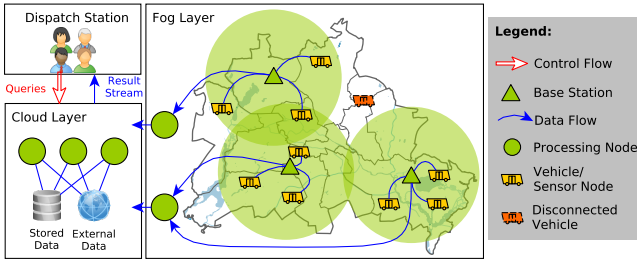 Dispatch Station
Queries
Result
Stream
Cloud Layer
Stored
Data
External
Data
Fog Layer
Legend:
Control Flow
Base Station
Data Flow
Processing Node
Vehicle/
Sensor Node
Disconnected
Vehicle